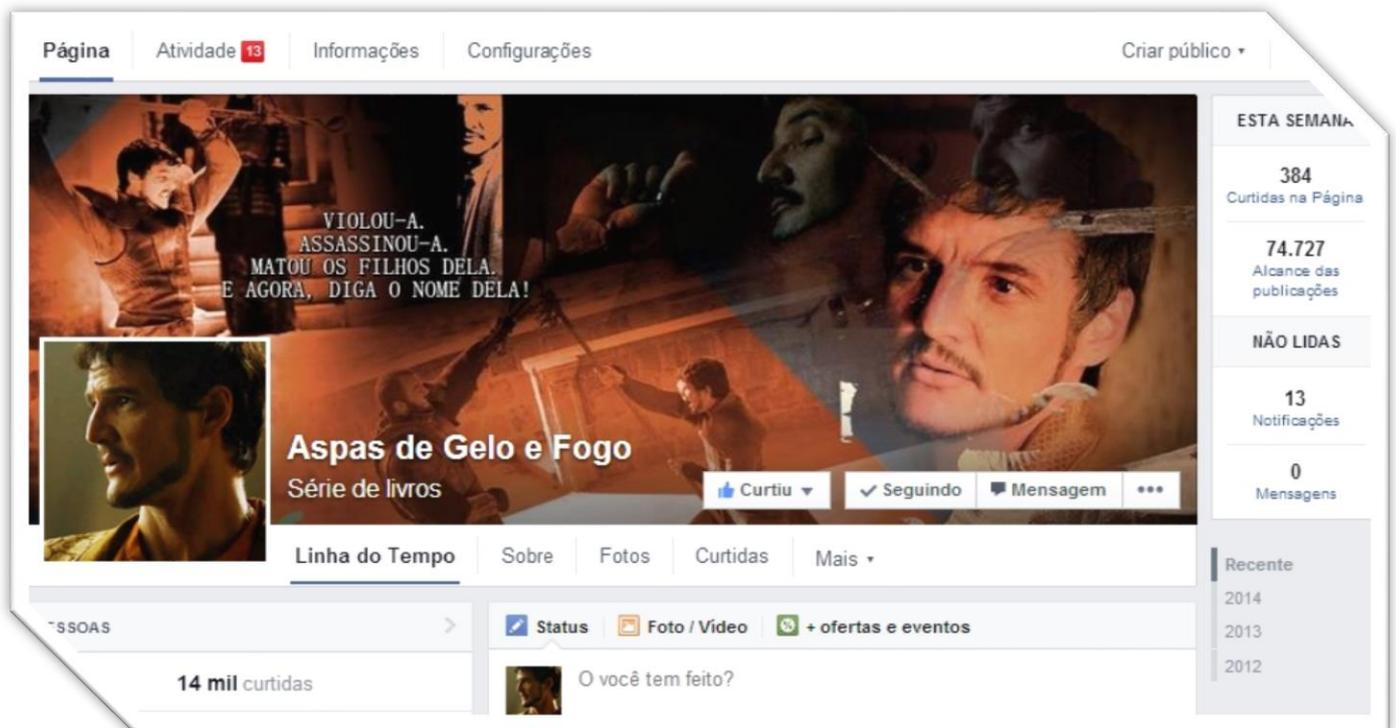 Página Atividade 13 Informações Configurações Criar público
VIOLOU-A.
ASSASSINOU-A.
MATOU OS FILHOS DELA.
E AGORA, DIGA O NOME DELA!
Aspas de Gelo e Fogo
Série de livros
Curtiu Seguindo Mensagem •••
Linha do Tempo Sobre Fotos Curtidas Mais
ESSOAS
14 mil curtidas
Status Foto / Vídeo + ofertas e eventos
O você tem feito?
ESTA SEMANA
384
Curtidas na Página
74.727
Alcance das
publicações
NÃO LIDAS
13
Notificações
0
Mensagens
Recente
2014
2013
2012